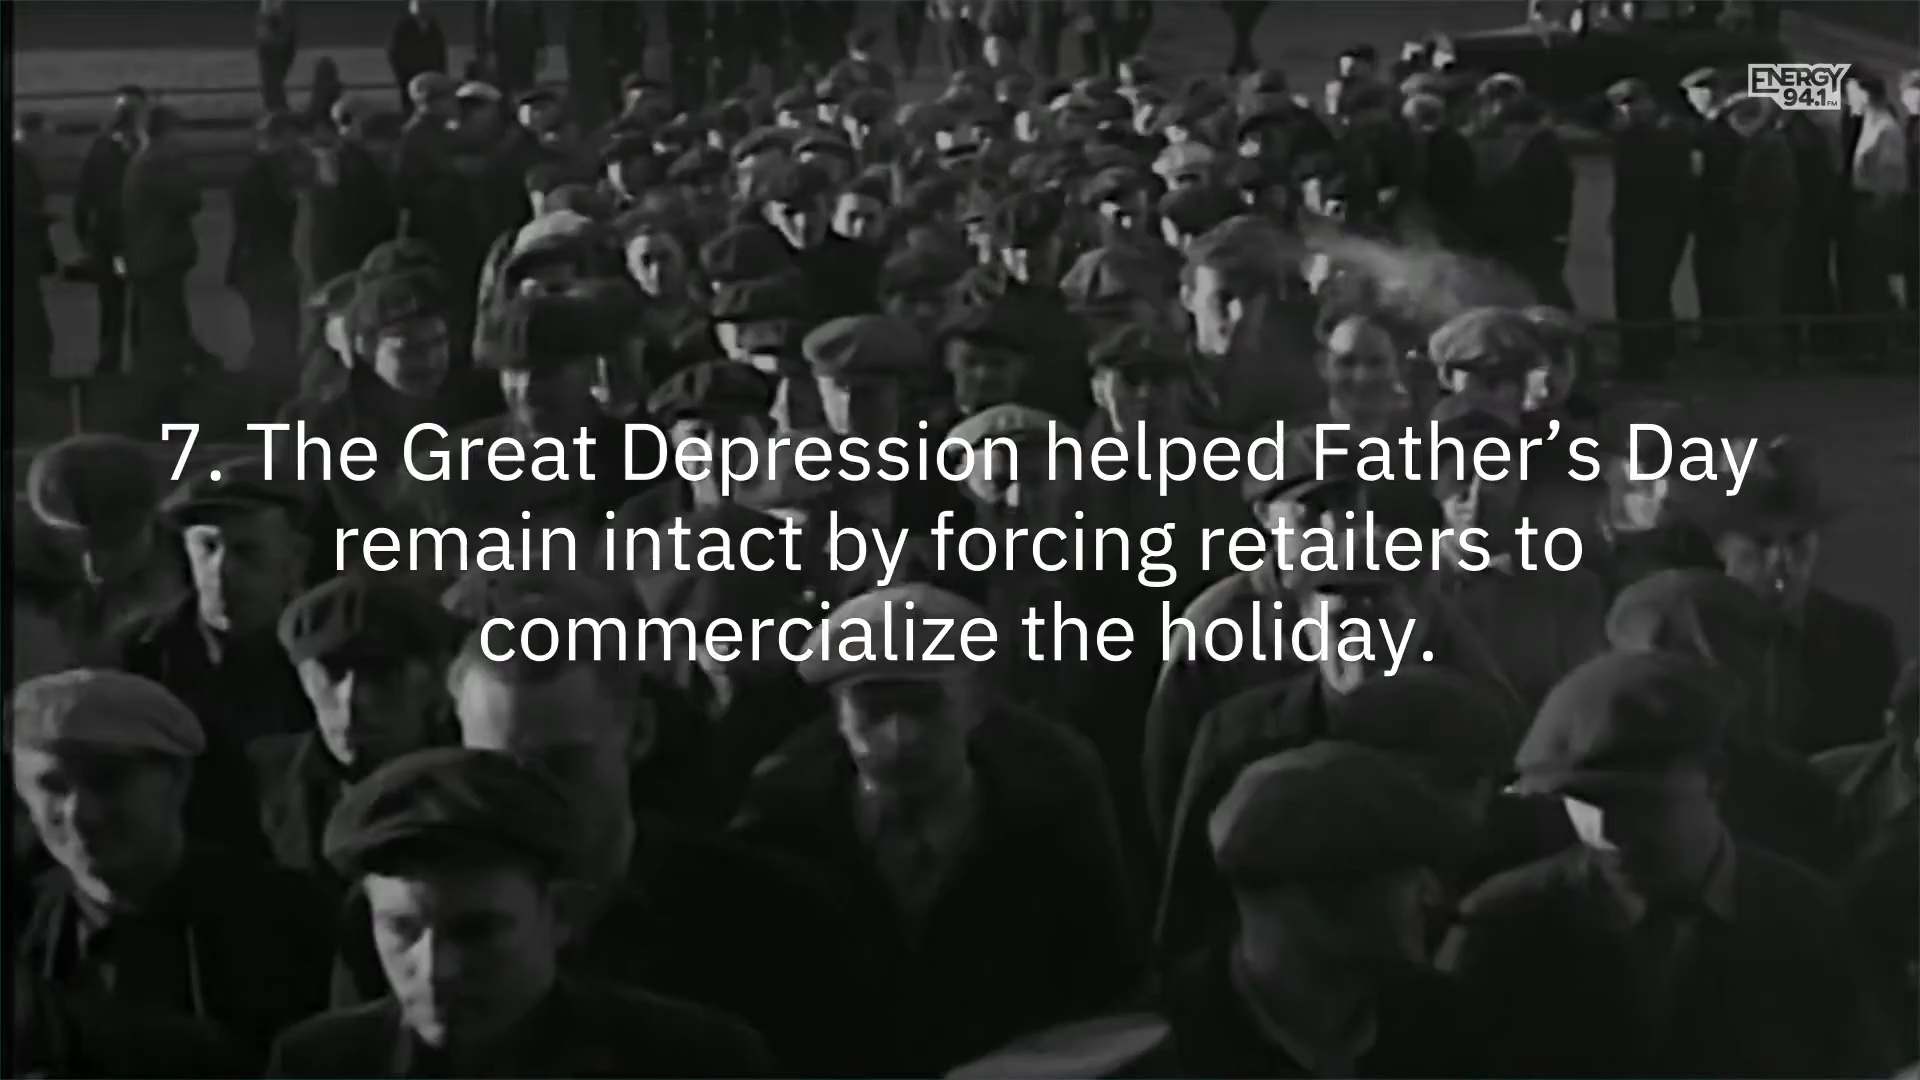 ENERGY
94.1 FM
7. The Great Depression helped Father’s Day
remain intact by forcing retailers to
commercialize the holiday.